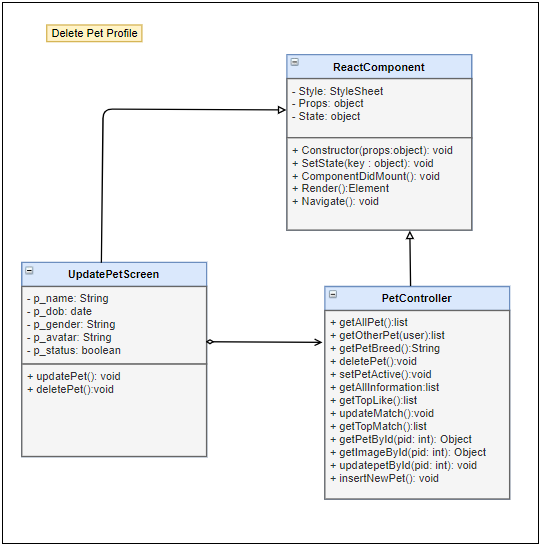 Delete Pet Profile
ReactComponent
- Style: StyleSheet
- Props: object
- State: object
+ Constructor(props:object): void
+ SetState(key : object): void
+ ComponentDidMount(): void
+ Render():Element
+ Navigate(): void
UpdatePetScreen
- p_name: String
- p_dob: date
- p_gender: String
- p_avatar: String
- p_status: boolean
+ updatePet(): void
+ deletePet():void
PetController
+ getAllPet():list
+ getOtherPet(user):list
+ getPetBreed():String
+ deletePet():void
+ setPetActive():void
+ getAllInformation:list
+ getTopLike():list
+ updateMatch():void
+ getTopMatch():list
+ getPetById(pid: int): Object
+ getImageById(pid: int): Object
+ updatepetById(pid: int): void
+ insertNewPet(): void